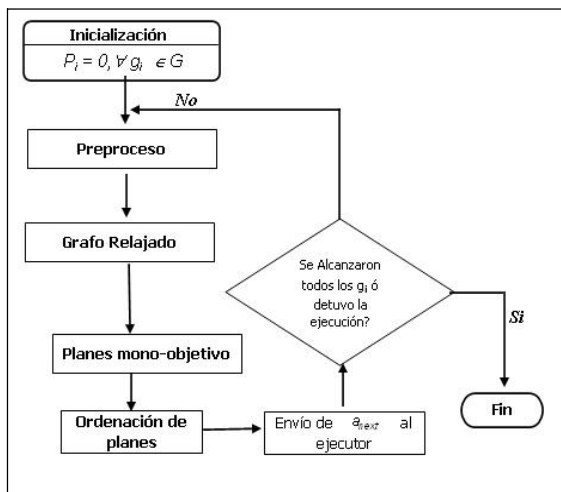 Inicialización
P_i = 0, ∀ g_i ∈ G
No
Preproceso
Grafo Relajado
Se Alcanzaron
todos los g_i ó
detuvo la
ejecución?
Si
Planes mono-objetivo
Ordenación de
planes
Envío de a_next al
ejecutor
Fin